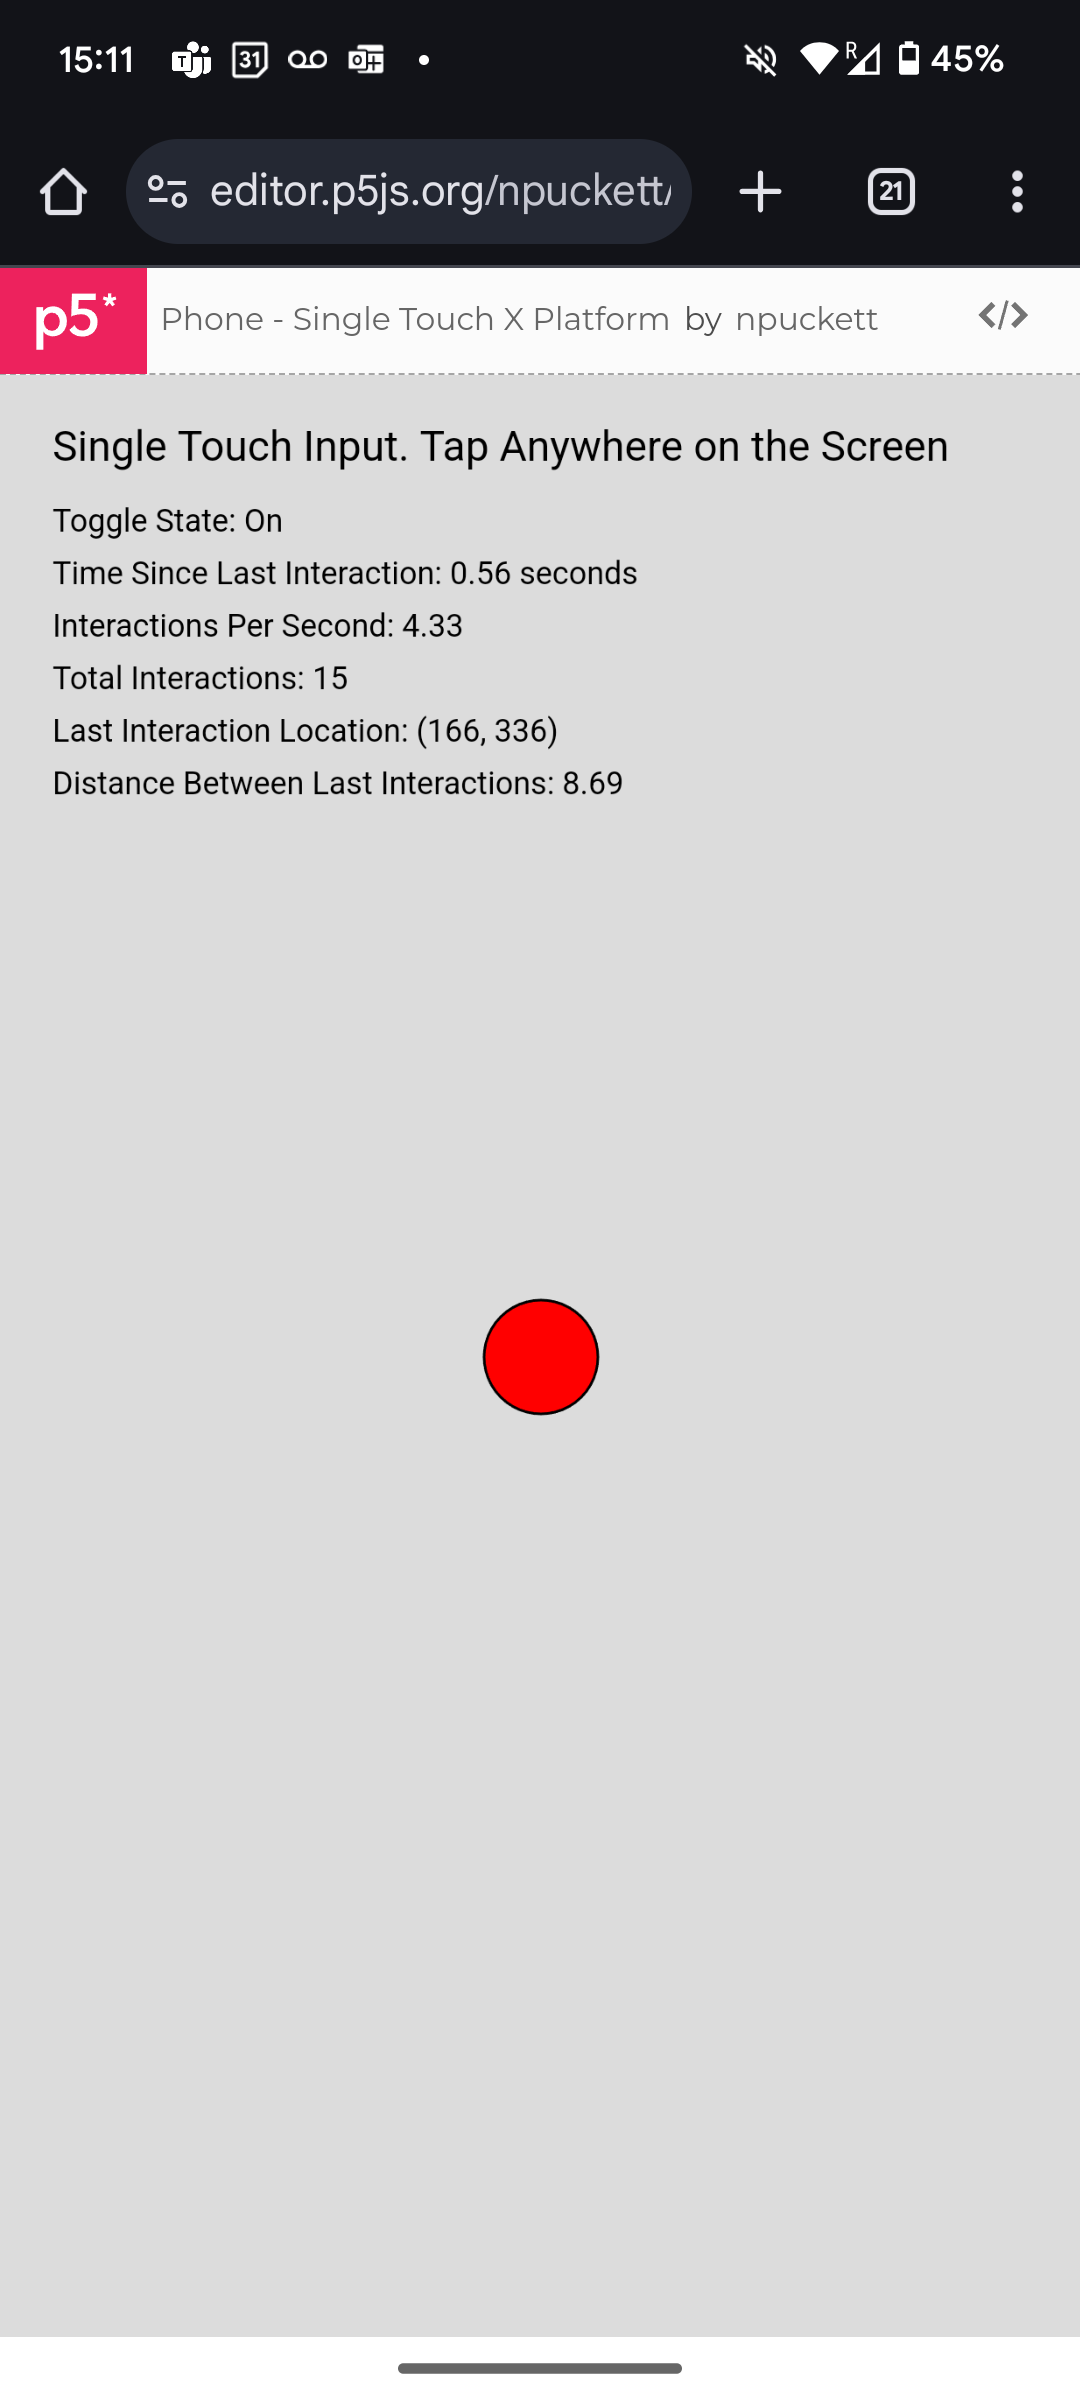 15:11 31 45%
editor.p5js.org/npuckett/ 21
p5* Phone - Single Touch X Platform by npuckett </>
Single Touch Input. Tap Anywhere on the Screen
Toggle State: On
Time Since Last Interaction: 0.56 seconds
Interactions Per Second: 4.33
Total Interactions: 15
Last Interaction Location: (166, 336)
Distance Between Last Interactions: 8.69